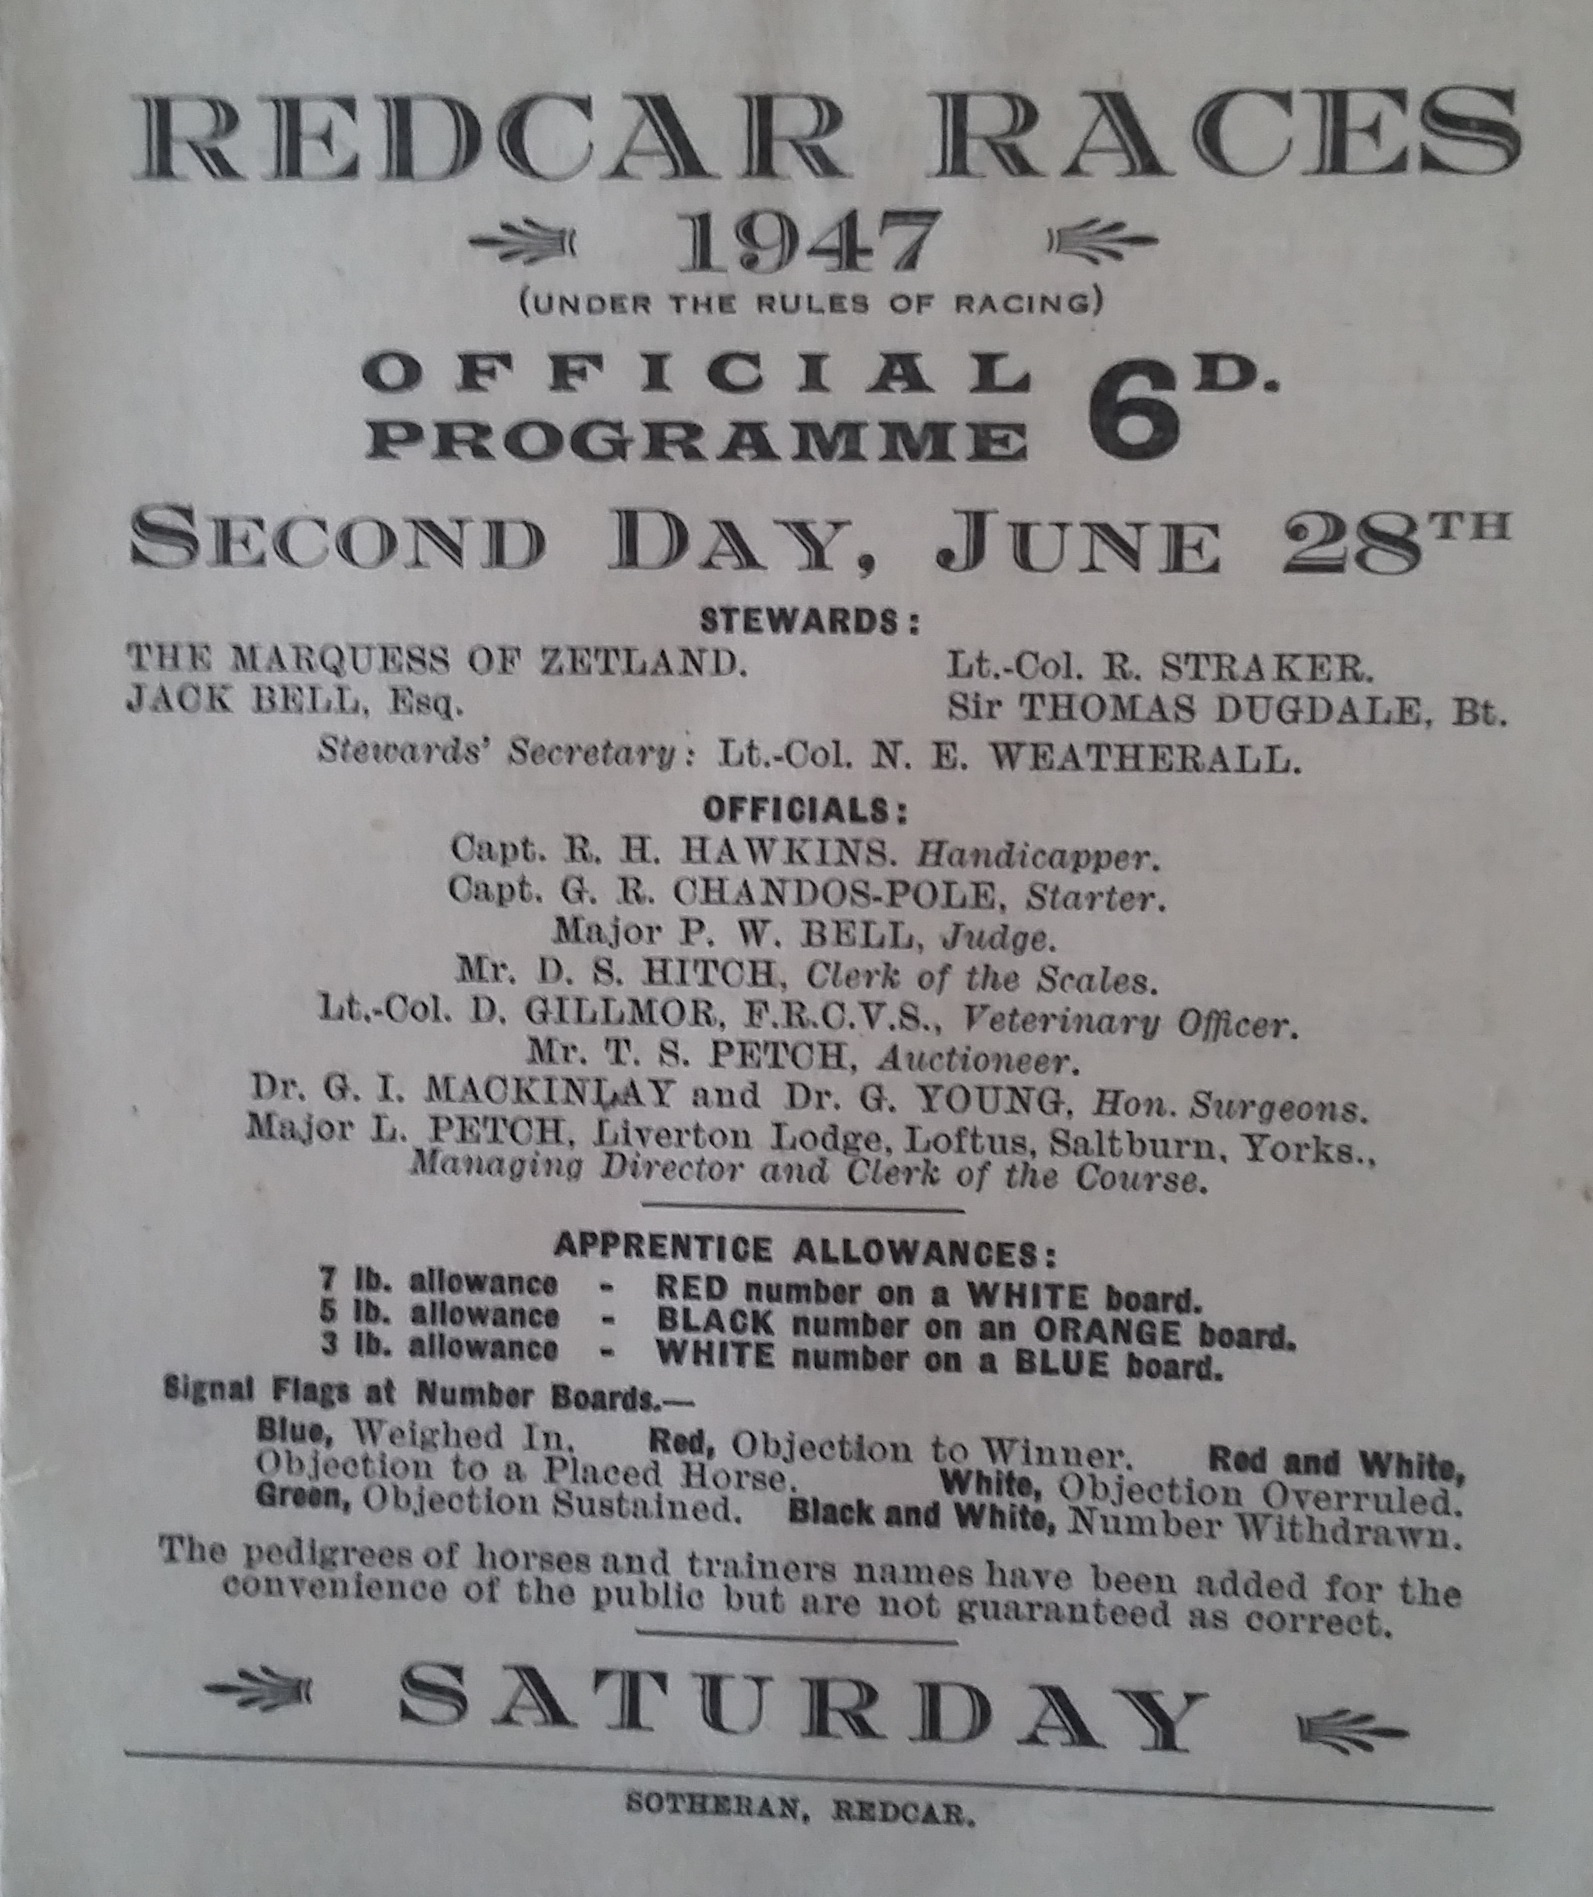 REDCAR RACES
1947
(UNDER THE RULES OF RACING)
OFFICIAL
PROGRAMME 6D.
SECOND DAY, JUNE 28TH
STEWARDS:
THE MARQUESS OF ZETLAND. Lt.-Col. R. STRAKER.
JACK BELL, Esq. Sir THOMAS DUGDALE, Bt.
Stewards' Secretary: Lt.-Col. N. E. WEATHERALL.
OFFICIALS:
Capt. R. H. HAWKINS. Handicapper.
Capt. G. R. CHANDOS-POLE, Starter.
Major P. W. BELL, Judge.
Mr. D. S. HITCH, Clerk of the Scales.
Lt.-Col. D. GILLMOR, F.R.C.V.S., Veterinary Officer.
Mr. T. S. PETCH, Auctioneer.
Dr. G. I. MACKINLAY and Dr. G. YOUNG, Hon. Surgeons.
Major L. PETCH, Liverton Lodge, Loftus, Saltburn, Yorks.,
Managing Director and Clerk of the Course.
APPRENTICE ALLOWANCES:
7 lb. allowance - RED number on a WHITE board.
5 lb. allowance - BLACK number on an ORANGE board.
3 lb. allowance - WHITE number on a BLUE board.
Signal Flags at Number Boards.—
Blue, Weighed In. Red, Objection to Winner. Red and White,
Objection to a Placed Horse. White, Objection Overruled.
Green, Objection Sustained. Black and White, Number Withdrawn.
The pedigrees of horses and trainers names have been added for the
convenience of the public but are not guaranteed as correct.
SATURDAY
SOTHERAN, REDCAR.